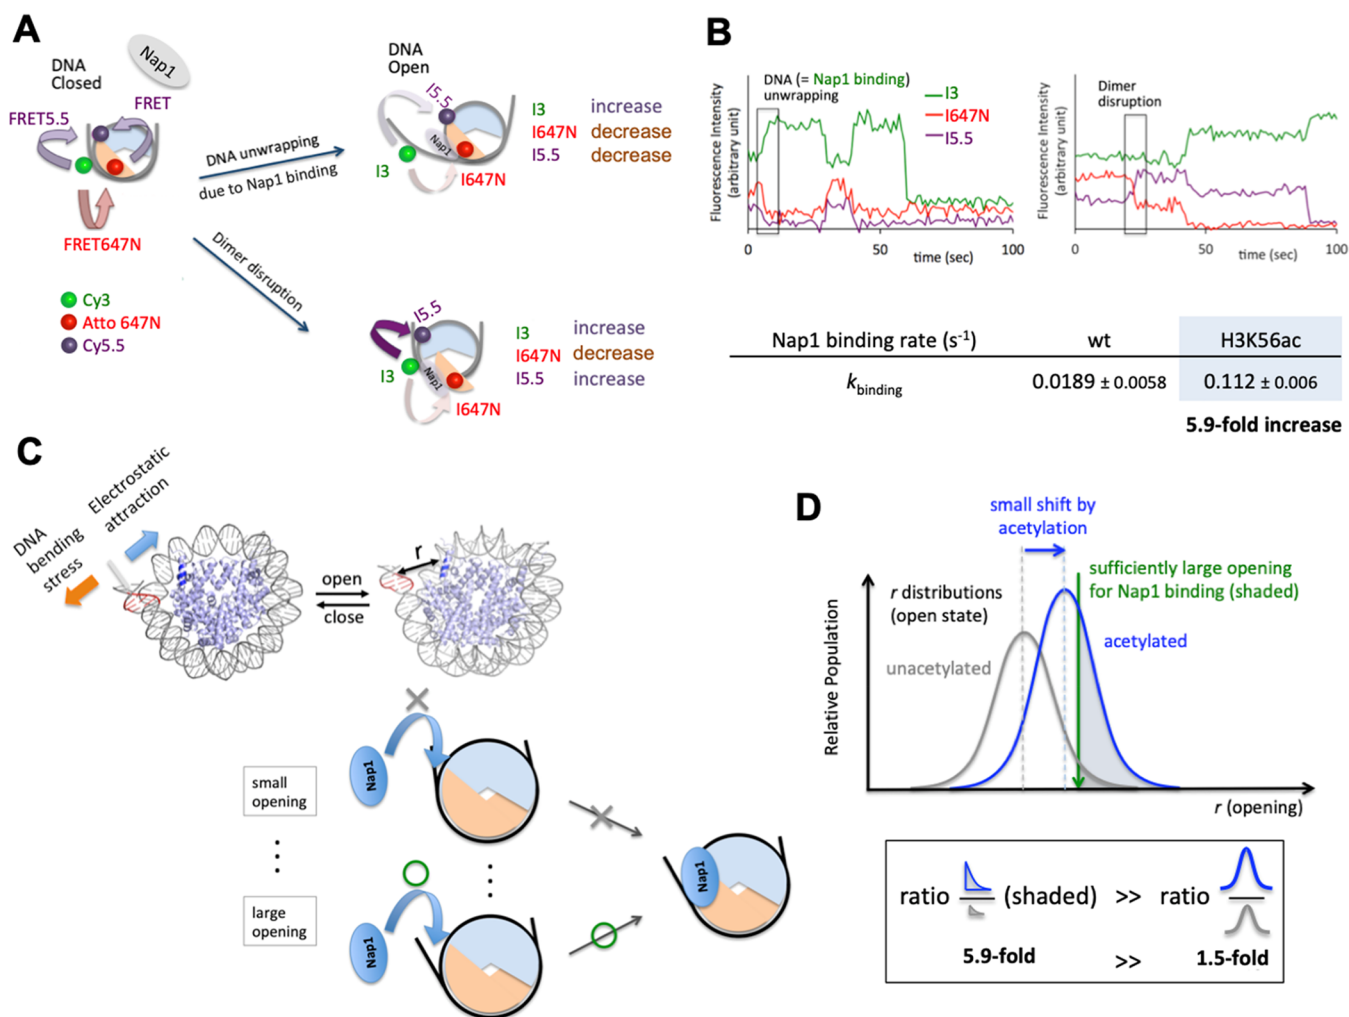 A
DNA
Closed
Nap1
FRET5.5
FRET
FRET647N
DNA unwrapping
due to Nap1 binding
Dimer disruption
Cy3
Atto 647N
Cy5.5
DNA
Open
I5.5
Nap1
I3
I647N
I3 increase
I647N decrease
I5.5 decrease
I5.5
I3
Nap1
I647N
I3 increase
I647N decrease
I5.5 increase
B
Fluorescence Intensity
(arbitrary unit)
DNA (= Nap1 binding)
unwrapping
I3
I647N
I5.5
0 50 100
time (sec)
Fluorescence Intensity
(arbitrary unit)
Dimer
disruption
0 50 100
time (sec)
Nap1 binding rate (s-1) wt H3K56ac
kbinding 0.0189 ± 0.0058 0.112 ± 0.006
5.9-fold increase
C
DNA
bending
stress
Electrostatic
attraction
open
close
r
small
opening
Nap1
large
opening
Nap1
Nap1
D
small shift by
acetylation
sufficiently large opening
for Nap1 binding (shaded)
r distributions
(open state)
acetylated
unacetylated
Relative Population
r (opening)
ratio (shaded) >> ratio
5.9-fold >> 1.5-fold